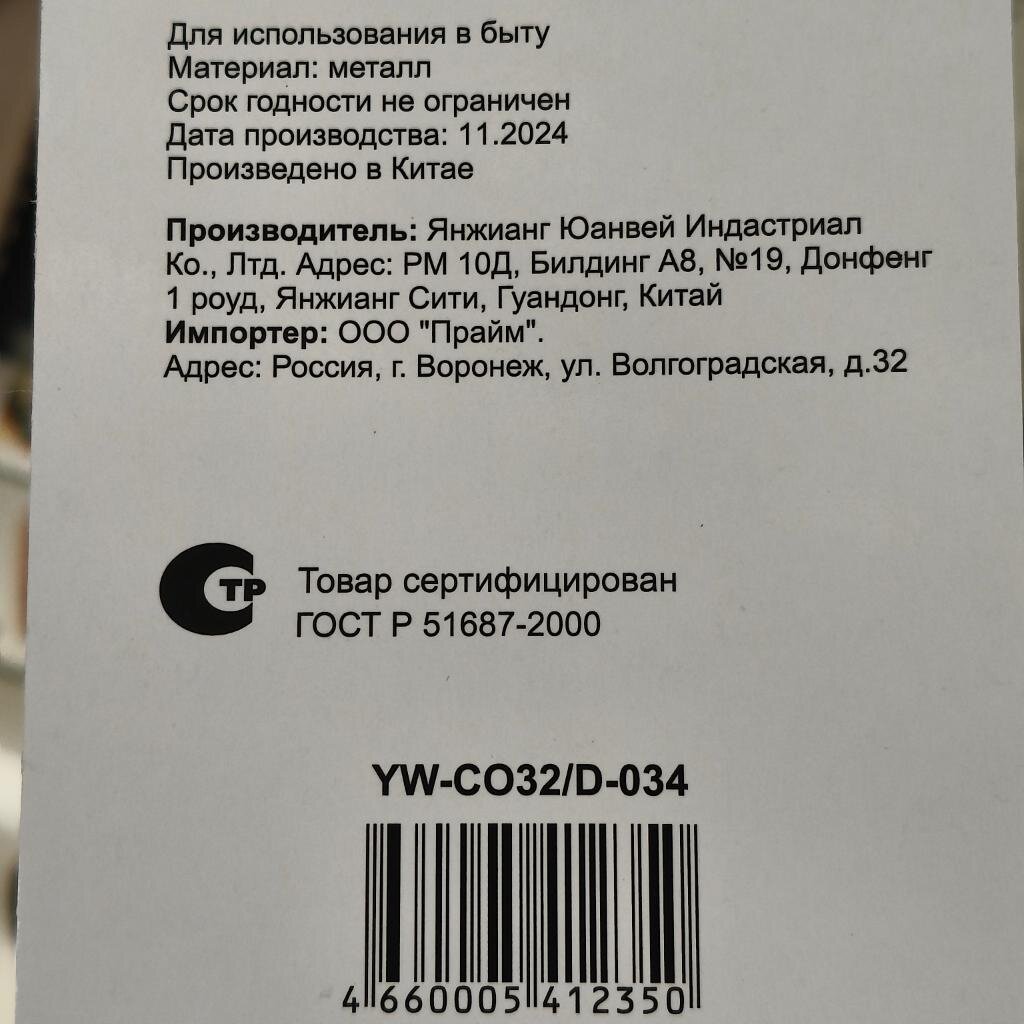 Для использования в быту
Материал: металл
Срок годности не ограничен
Дата производства: 11.2024
Произведено в Китае
Производитель: Янжианг Юанвей Индастриал
Ко., Лтд. Адрес: РМ 10Д, Билдинг А8, №19, Донфенг
1 роуд, Янжианг Сити, Гуандонг, Китай
Импортер: ООО "Прайм".
Адрес: Россия, г. Воронеж, ул. Волгоградская, д.32
СТР
Товар сертифицирован
ГОСТ Р 51687-2000
YW-CO32/D-034
4 660005 412350